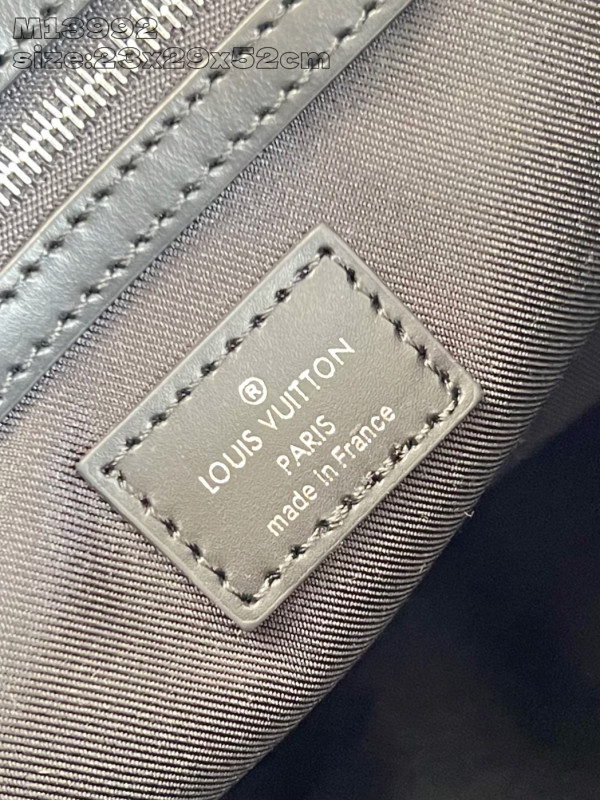 M13992
size:23x29x52cm
®
LOUIS VUITTON
PARIS
made in France